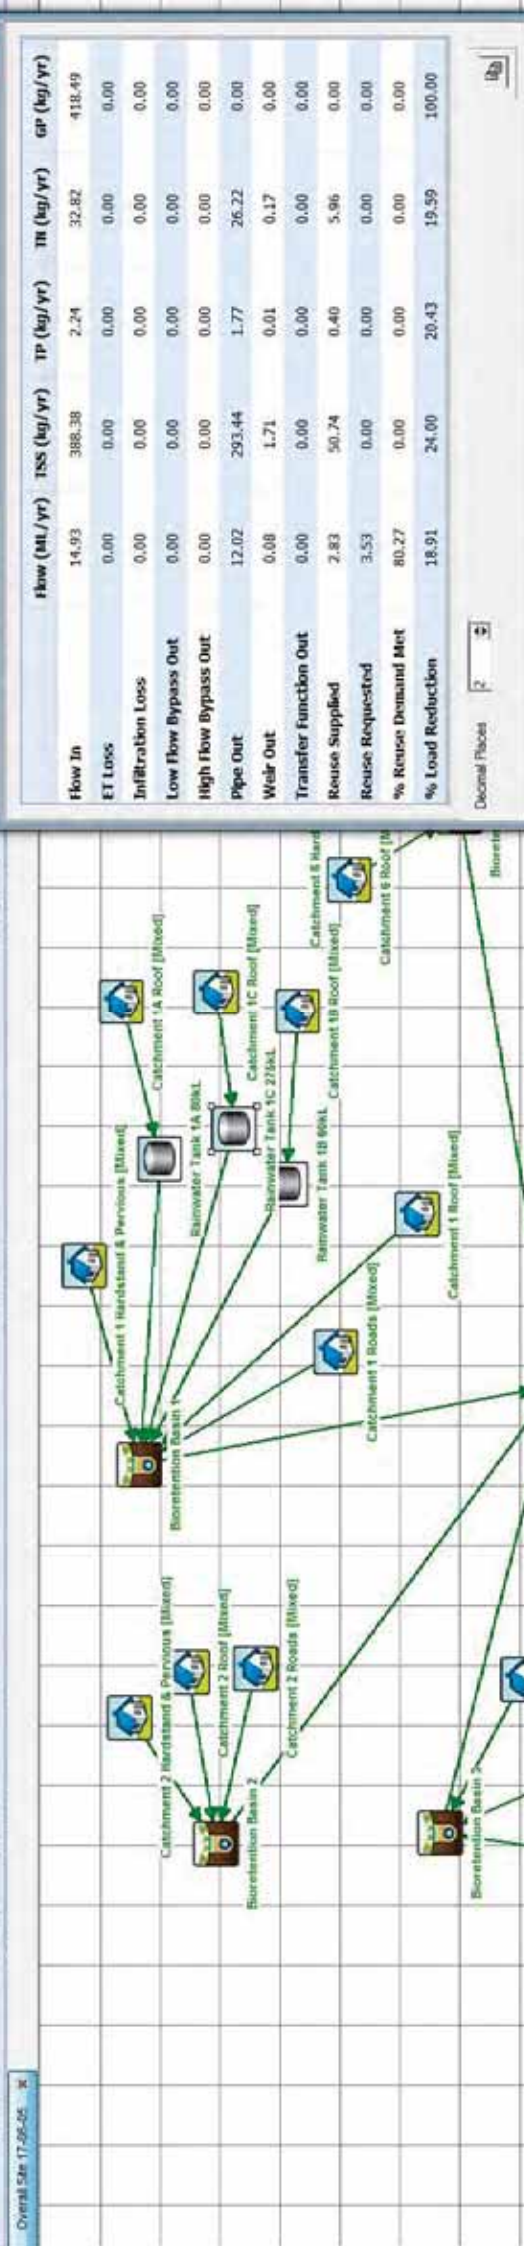 Overall Site 17-06-05 x
Flow (ML/yr) TSS (kg/yr) TP (kg/yr) TN (kg/yr) GP (kg/yr)
Flow In 14.93 388.38 2.24 32.82 418.49
ET Loss 0.00 0.00 0.00 0.00 0.00
Infiltration Loss 0.00 0.00 0.00 0.00 0.00
Low Flow Bypass Out 0.00 0.00 0.00 0.00 0.00
High Flow Bypass Out 0.00 0.00 0.00 0.00 0.00
Pipe Out 12.02 293.44 1.77 26.22 0.00
Weir Out 0.08 1.71 0.01 0.17 0.00
Transfer Function Out 0.00 0.00 0.00 0.00 0.00
Reuse Supplied 2.83 50.74 0.40 5.96 0.00
Reuse Requested 3.53 0.00 0.00 0.00 0.00
% Reuse Demand Met 80.27 0.00 0.00 0.00 0.00
% Load Reduction 18.91 24.00 20.43 19.59 100.00
Decimal Places 2
Catchment 1 Hardstand & Pervious [Mixed]
Catchment 1A Roof [Mixed]
Rainwater Tank 1A 80kL
Catchment 1C Roof [Mixed]
Rainwater Tank 1C 275kL
Catchment 1B Roof [Mixed]
Rainwater Tank 1B 60kL
Bioretention Basin 1
Catchment 1 Roads [Mixed]
Catchment 1 Roof [Mixed]
Catchment 2 Hardstand & Pervious [Mixed]
Catchment 2 Roof [Mixed]
Catchment 2 Roads [Mixed]
Bioretention Basin 2
Bioretention Basin 3
Catchment 6 Hard
Catchment 6 Roof [M
Biorete